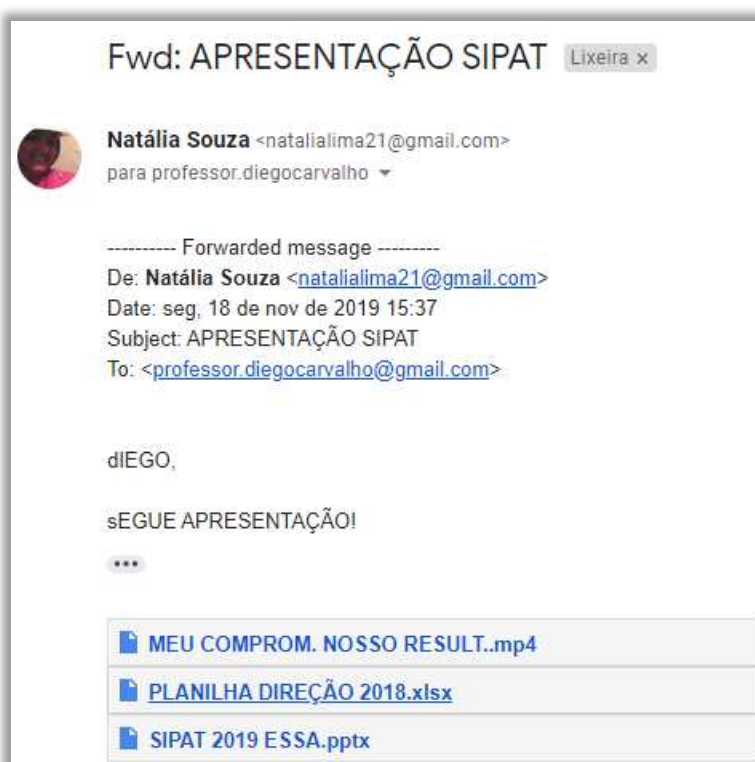 Fwd: APRESENTAÇÃO SIPAT Lixeira x
Natália Souza <natalialima21@gmail.com>
para professor.diegocarvalho
---------- Forwarded message ---------
De: Natália Souza <natalialima21@gmail.com>
Date: seg, 18 de nov de 2019 15:37
Subject: APRESENTAÇÃO SIPAT
To: <professor.diegocarvalho@gmail.com>
dIEGO,
sEGUE APRESENTAÇÃO!
•••
MEU COMPROM. NOSSO RESULT..mp4
PLANILHA DIREÇÃO 2018.xlsx
SIPAT 2019 ESSA.pptx